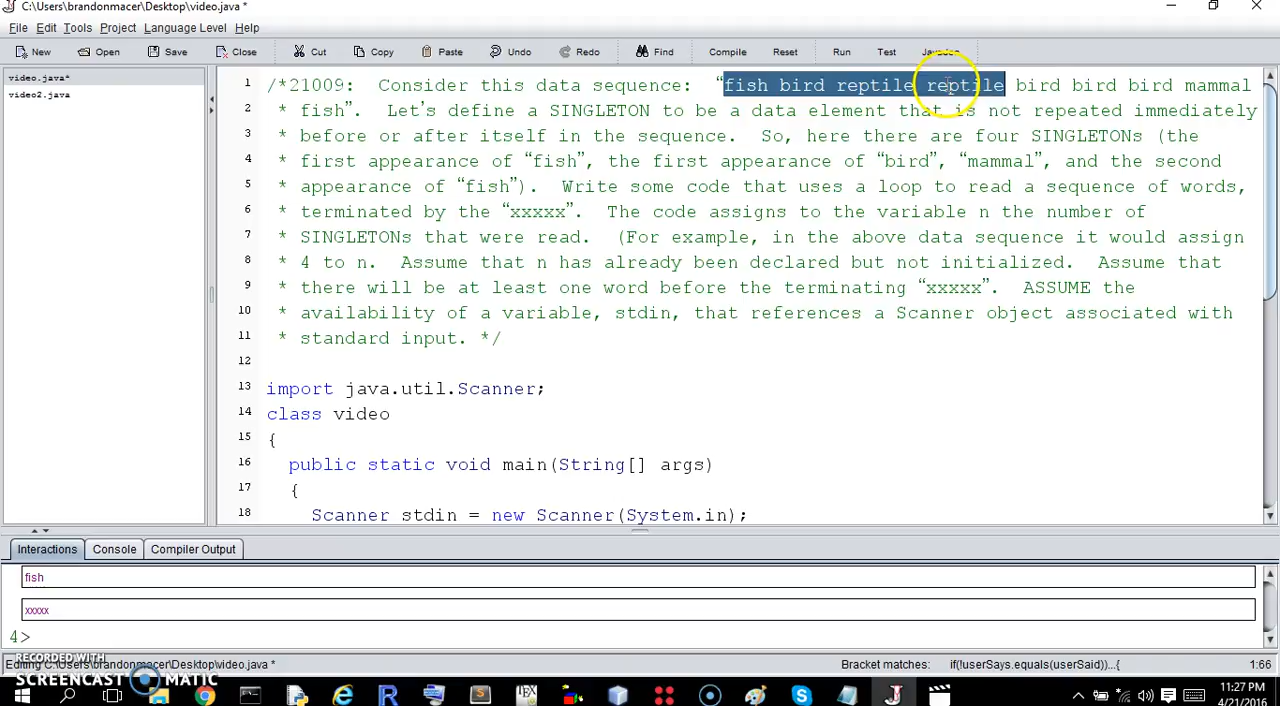 C:\Users\brandonmacer\Desktop\video.java *
File Edit Tools Project Language Level Help
New Open Save Close Cut Copy Paste Undo Redo Find Compile Reset Run Test Javadoc
video.java*
video2.java
1 *21009: Consider this data sequence: “fish bird reptile reptile bird bird bird mammal
2 * fish”. Let’s define a SINGLETON to be a data element that is not repeated immediately
3 * before or after itself in the sequence. So, here there are four SINGLETONs (the
4 * first appearance of “fish”, the first appearance of “bird”, “mammal”, and the second
5 * appearance of “fish”). Write some code that uses a loop to read a sequence of words,
6 * terminated by the “xxxxx”. The code assigns to the variable n the number of
7 * SINGLETONs that were read. (For example, in the above data sequence it would assign
8 * 4 to n. Assume that n has already been declared but not initialized. Assume that
9 * there will be at least one word before the terminating “xxxxx”. ASSUME the
10 * availability of a variable, stdin, that references a Scanner object associated with
11 * standard input. */
12
13 import java.util.Scanner;
14 class video
15 {
16 public static void main(String[] args)
17 {
18 Scanner stdin = new Scanner(System.in);
Interactions Console Compiler Output
fish
xxxxx
4>
Editing C:\Users\brandonmacer\Desktop\video.java * Bracket matches: if(!userSays.equals(userSaid))...{ 1:66
RECORDED WITH
SCREENCAST MATIC
11:27 PM
4/21/2016